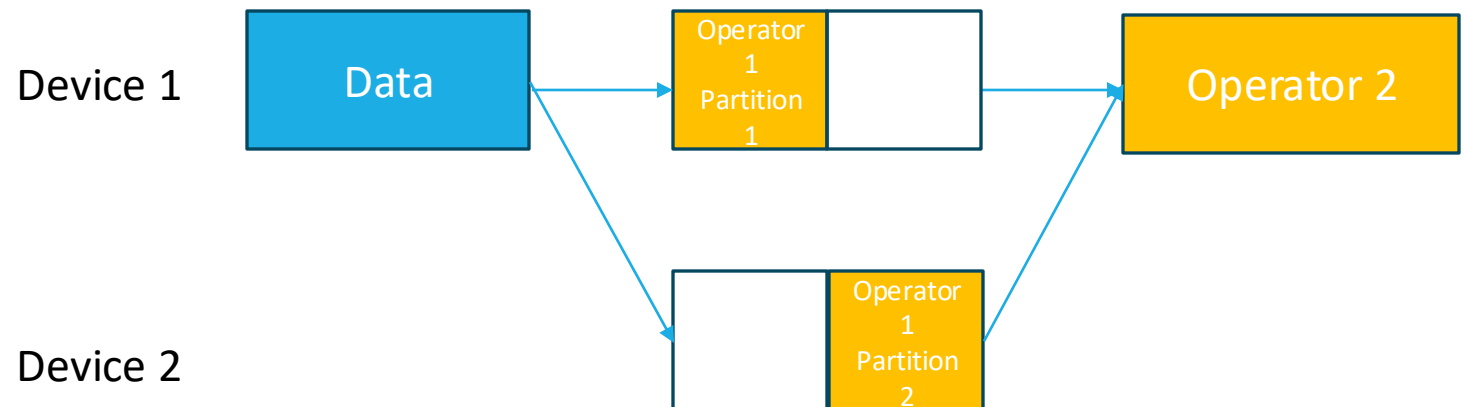 Device 1
Data
Operator
1
Partition
1
Operator 2
Device 2
Operator
1
Partition
2